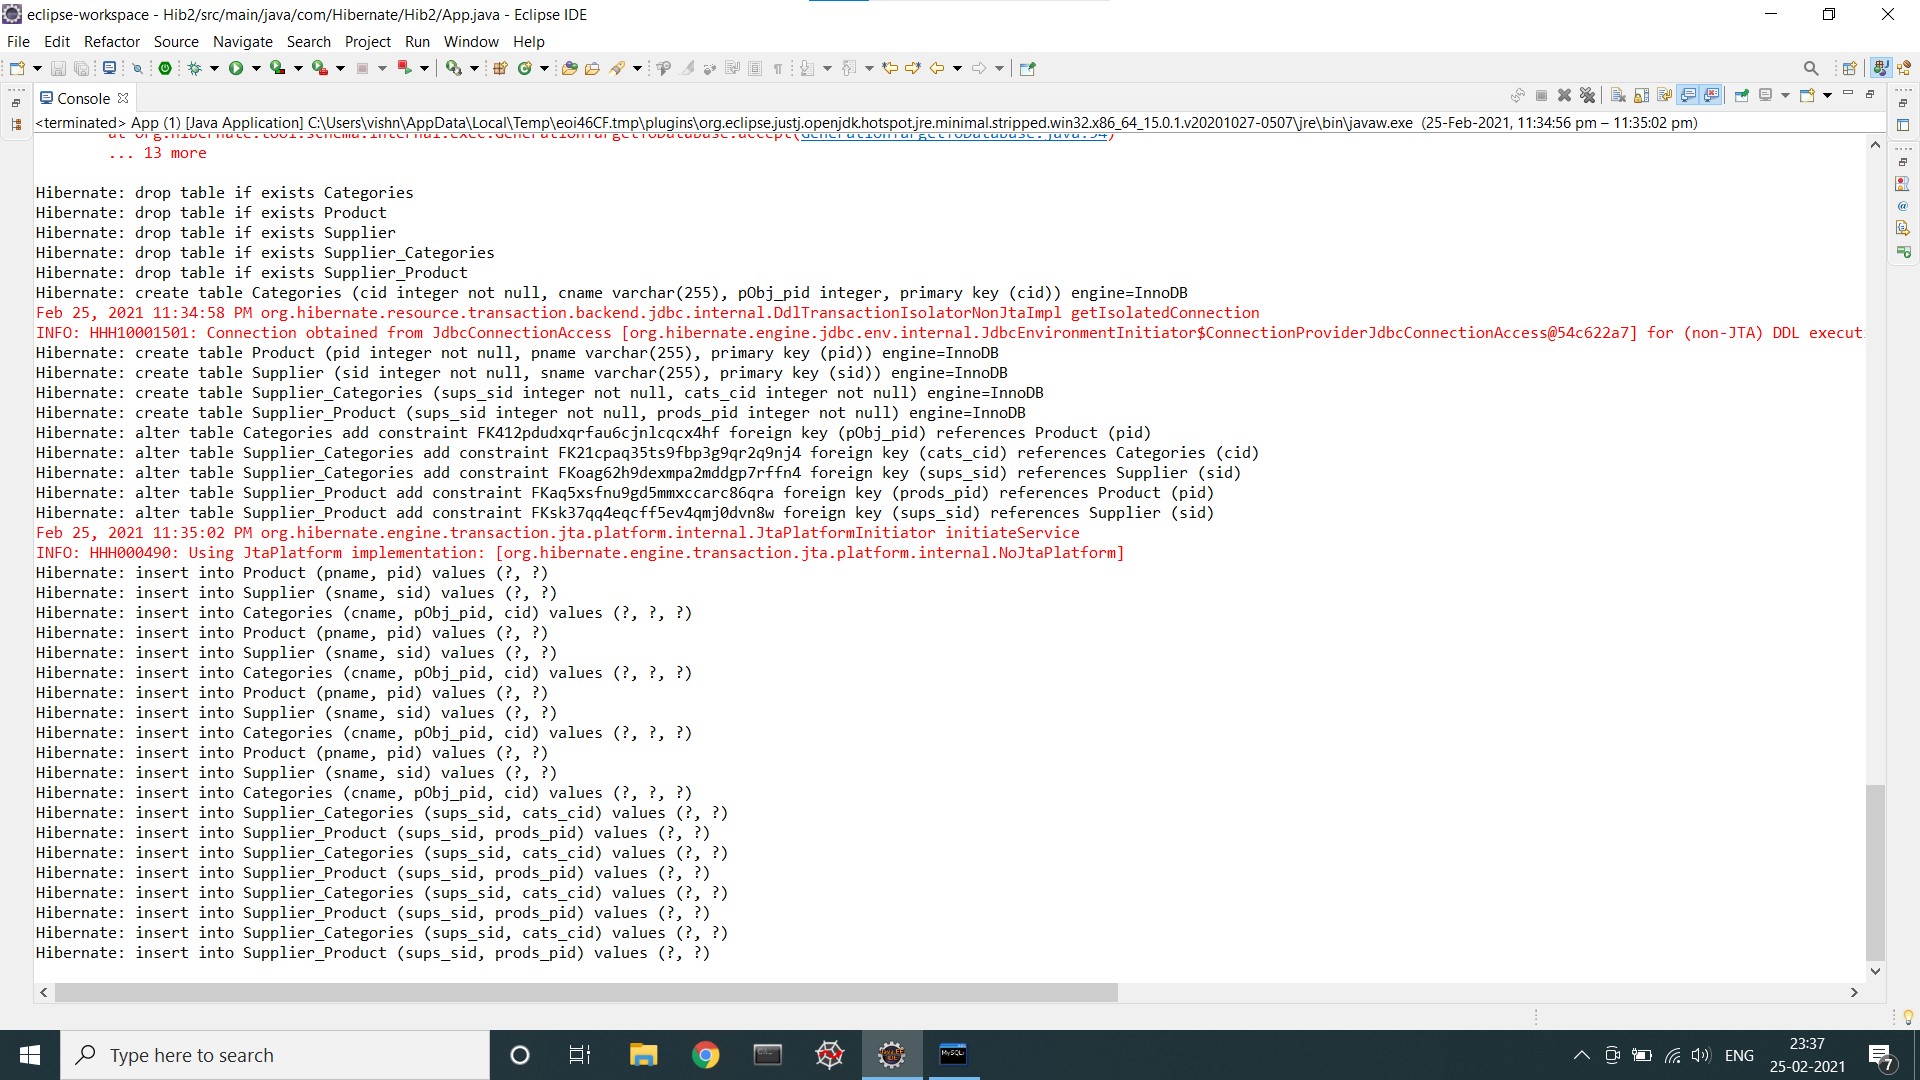 eclipse-workspace - Hib2/src/main/java/com/Hibernate/Hib2/App.java - Eclipse IDE
File Edit Refactor Source Navigate Search Project Run Window Help
Console
<terminated> App (1) [Java Application] C:\Users\vishn\AppData\Local\Temp\eoi46CF.tmp\plugins\org.eclipse.justj.openjdk.hotspot.jre.minimal.stripped.win32.x86_64_15.0.1.v20201027-0507\jre\bin\javaw.exe (25-Feb-2021, 11:34:56 pm – 11:35:02 pm)
at org.hibernate.tool.schema.internal.exec.GenerationTargetToDatabase.accept(GenerationTargetToDatabase.java:54)
... 13 more
Hibernate: drop table if exists Categories
Hibernate: drop table if exists Product
Hibernate: drop table if exists Supplier
Hibernate: drop table if exists Supplier_Categories
Hibernate: drop table if exists Supplier_Product
Hibernate: create table Categories (cid integer not null, cname varchar(255), pObj_pid integer, primary key (cid)) engine=InnoDB
Feb 25, 2021 11:34:58 PM org.hibernate.resource.transaction.backend.jdbc.internal.DdlTransactionIsolatorNonJtaImpl getIsolatedConnection
INFO: HHH10001501: Connection obtained from JdbcConnectionAccess [org.hibernate.engine.jdbc.env.internal.JdbcEnvironmentInitiator$ConnectionProviderJdbcConnectionAccess@54c622a7] for (non-JTA) DDL execut
Hibernate: create table Product (pid integer not null, pname varchar(255), primary key (pid)) engine=InnoDB
Hibernate: create table Supplier (sid integer not null, sname varchar(255), primary key (sid)) engine=InnoDB
Hibernate: create table Supplier_Categories (sups_sid integer not null, cats_cid integer not null) engine=InnoDB
Hibernate: create table Supplier_Product (sups_sid integer not null, prods_pid integer not null) engine=InnoDB
Hibernate: alter table Categories add constraint FK412pdudxqrfau6cjnlcqcx4hf foreign key (pObj_pid) references Product (pid)
Hibernate: alter table Supplier_Categories add constraint FK21cpaq35ts9fbp3g9qr2q9nj4 foreign key (cats_cid) references Categories (cid)
Hibernate: alter table Supplier_Categories add constraint FKoag62h9dexmpa2mddgp7rffn4 foreign key (sups_sid) references Supplier (sid)
Hibernate: alter table Supplier_Product add constraint FKaq5xsfnu9gd5mmxccarc86qra foreign key (prods_pid) references Product (pid)
Hibernate: alter table Supplier_Product add constraint FKsk37qq4eqcff5ev4qmj0dvn8w foreign key (sups_sid) references Supplier (sid)
Feb 25, 2021 11:35:02 PM org.hibernate.engine.transaction.jta.platform.internal.JtaPlatformInitiator initiateService
INFO: HHH000490: Using JtaPlatform implementation: [org.hibernate.engine.transaction.jta.platform.internal.NoJtaPlatform]
Hibernate: insert into Product (pname, pid) values (?, ?)
Hibernate: insert into Supplier (sname, sid) values (?, ?)
Hibernate: insert into Categories (cname, pObj_pid, cid) values (?, ?, ?)
Hibernate: insert into Product (pname, pid) values (?, ?)
Hibernate: insert into Supplier (sname, sid) values (?, ?)
Hibernate: insert into Categories (cname, pObj_pid, cid) values (?, ?, ?)
Hibernate: insert into Product (pname, pid) values (?, ?)
Hibernate: insert into Supplier (sname, sid) values (?, ?)
Hibernate: insert into Categories (cname, pObj_pid, cid) values (?, ?, ?)
Hibernate: insert into Product (pname, pid) values (?, ?)
Hibernate: insert into Supplier (sname, sid) values (?, ?)
Hibernate: insert into Categories (cname, pObj_pid, cid) values (?, ?, ?)
Hibernate: insert into Supplier_Categories (sups_sid, cats_cid) values (?, ?)
Hibernate: insert into Supplier_Product (sups_sid, prods_pid) values (?, ?)
Hibernate: insert into Supplier_Categories (sups_sid, cats_cid) values (?, ?)
Hibernate: insert into Supplier_Product (sups_sid, prods_pid) values (?, ?)
Hibernate: insert into Supplier_Categories (sups_sid, cats_cid) values (?, ?)
Hibernate: insert into Supplier_Product (sups_sid, prods_pid) values (?, ?)
Hibernate: insert into Supplier_Categories (sups_sid, cats_cid) values (?, ?)
Hibernate: insert into Supplier_Product (sups_sid, prods_pid) values (?, ?)
Type here to search
ENG
23:37
25-02-2021
7